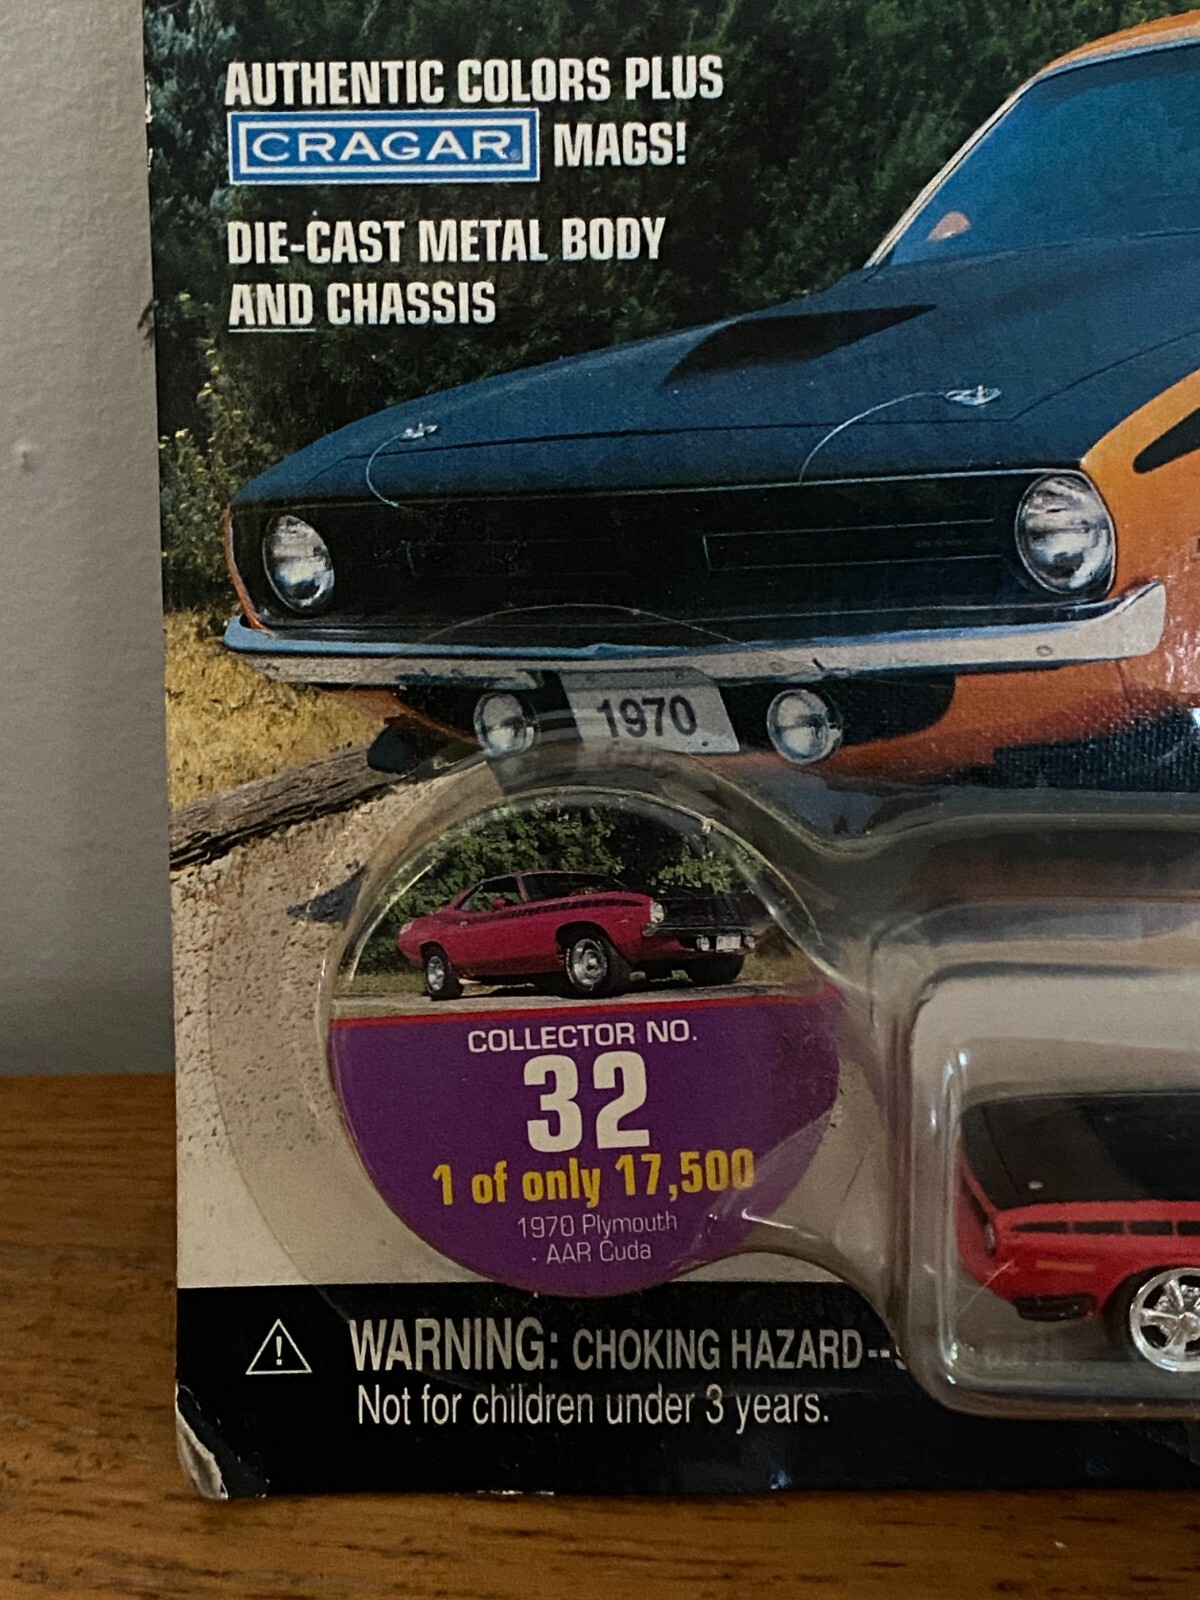 AUTHENTIC COLORS PLUS
CRAGAR® MAGS!
DIE-CAST METAL BODY
AND CHASSIS
1970
COLLECTOR NO.
32
1 of only 17,500
1970 Plymouth
AAR Cuda
WARNING: CHOKING HAZARD--
Not for children under 3 years.